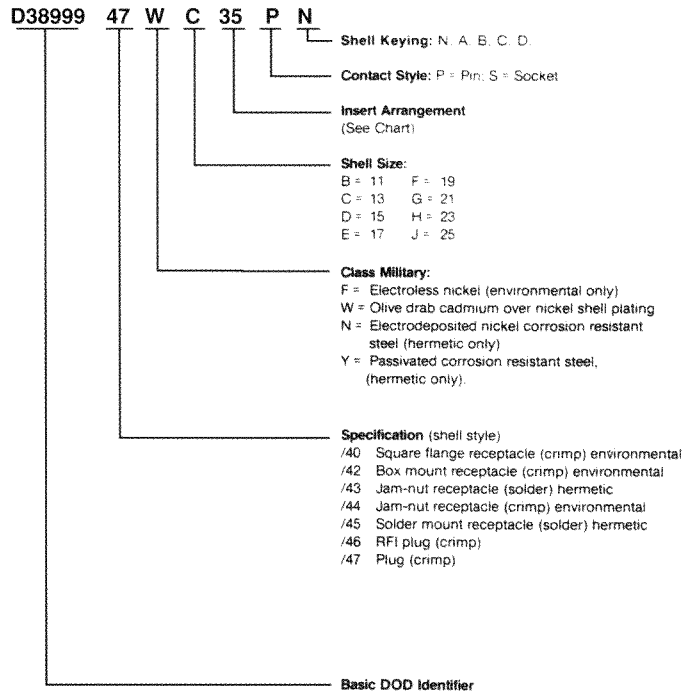 D38999 47 W C 35 P N
Shell Keying: N, A, B, C, D.
Contact Style: P = Pin; S = Socket
Insert Arrangement
(See Chart)
Shell Size:
B = 11 F = 19
C = 13 G = 21
D = 15 H = 23
E = 17 J = 25
Class Military:
F = Electroless nickel (environmental only)
W = Olive drab cadmium over nickel shell plating
N = Electrodeposited nickel corrosion resistant
steel (hermetic only)
Y = Passivated corrosion resistant steel,
(hermetic only).
Specification (shell style)
/40 Square flange receptacle (crimp) environmental
/42 Box mount receptacle (crimp) environmental
/43 Jam-nut receptacle (solder) hermetic
/44 Jam-nut receptacle (crimp) environmental
/45 Solder mount receptacle (solder) hermetic
/46 RFI plug (crimp)
/47 Plug (crimp)
Basic DOD Identifier